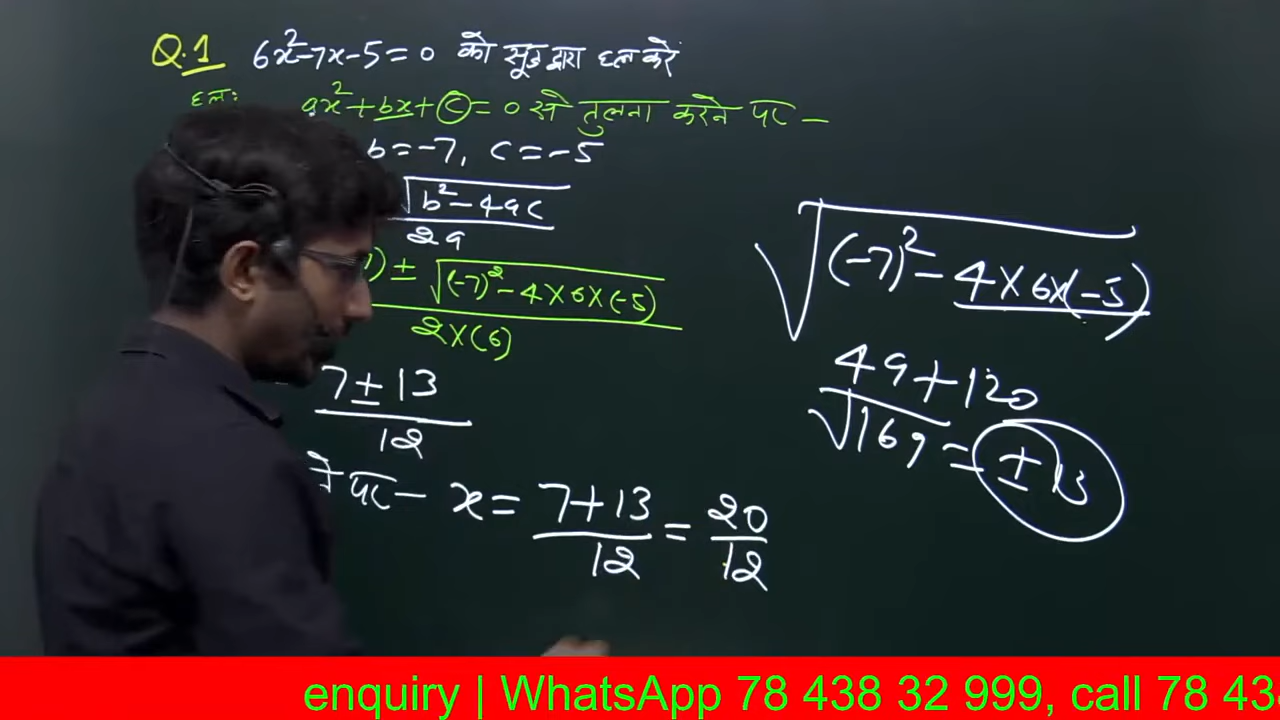 Q.1 6x²-7x-5=0 को सूत्र द्वारा हल करें
हलः ax²+bx+c=0 से तुलना करने पर –
b=-7, c=-5
√b²-4ac
2a
) ± √(-7)²-4×6×(-5)
2×(6)
7±13
12
ने पर – x = 7+13 = 20
12 12
√(-7)²-4×6×(-5)
49+120
√169 = ±13
enquiry | WhatsApp 78 438 32 999, call 78 43